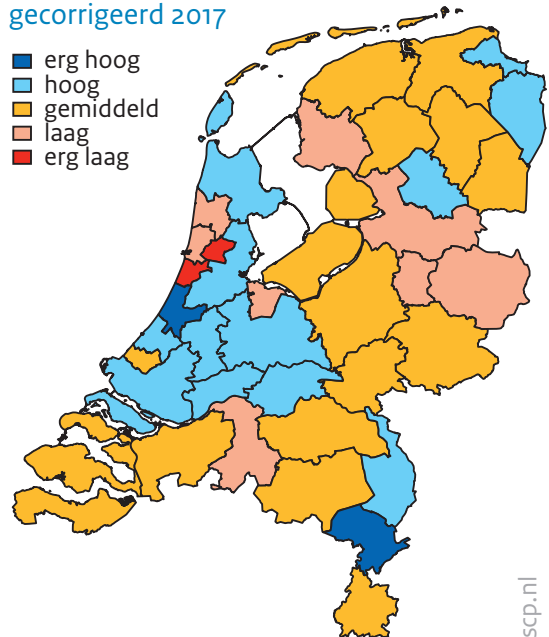 gecorrigeerd 2017
erg hoog
hoog
gemiddeld
laag
erg laag
scp.nl